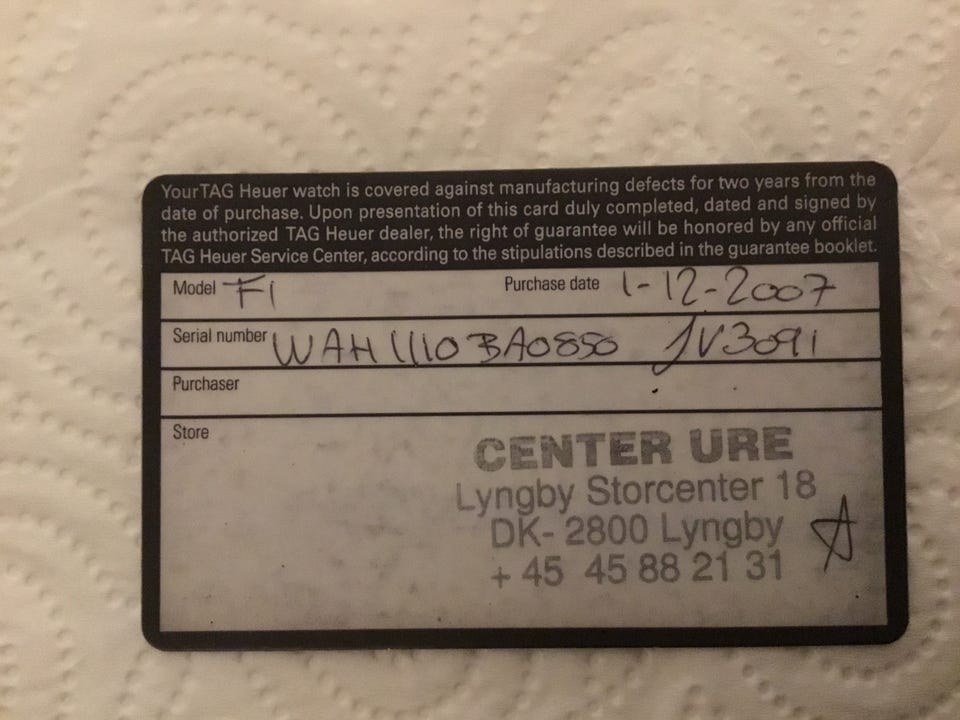 Your TAG Heuer watch is covered against manufacturing defects for two years from the
date of purchase. Upon presentation of this card duly completed, dated and signed by
the authorized TAG Heuer dealer, the right of guarantee will be honored by any official
TAG Heuer Service Center, according to the stipulations described in the guarantee booklet.
Model F1 Purchase date 1-12-2007
Serial number WAH1110 BA0850 JV3091
Purchaser
Store
CENTER URE
Lyngby Storcenter 18
DK- 2800 Lyngby
+ 45 45 88 21 31